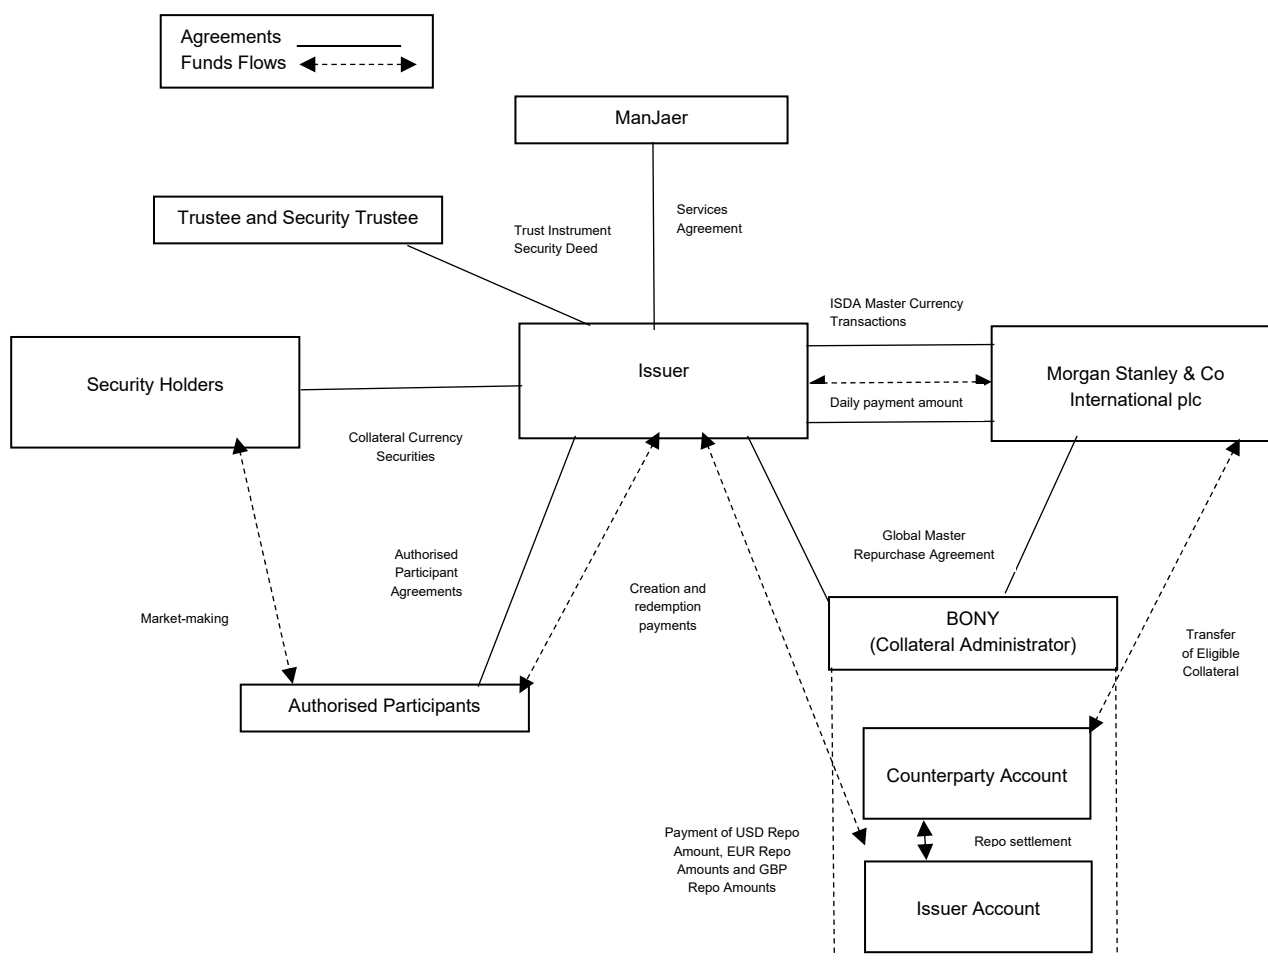 Agreements
Funds Flows
ManJaer
Trustee and Security Trustee
Trust Instrument
Security Deed
Services
Agreement
ISDA Master Currency
Transactions
Security Holders
Issuer
Morgan Stanley & Co
International plc
Daily payment amount
Collateral Currency
Securities
Authorised
Participant
Agreements
Global Master
Repurchase Agreement
Market-making
Creation and
redemption
payments
BONY
(Collateral Administrator)
Transfer
of Eligible
Collateral
Authorised Participants
Counterparty Account
Payment of USD Repo
Amount, EUR Repo
Amounts and GBP
Repo Amounts
Repo settlement
Issuer Account